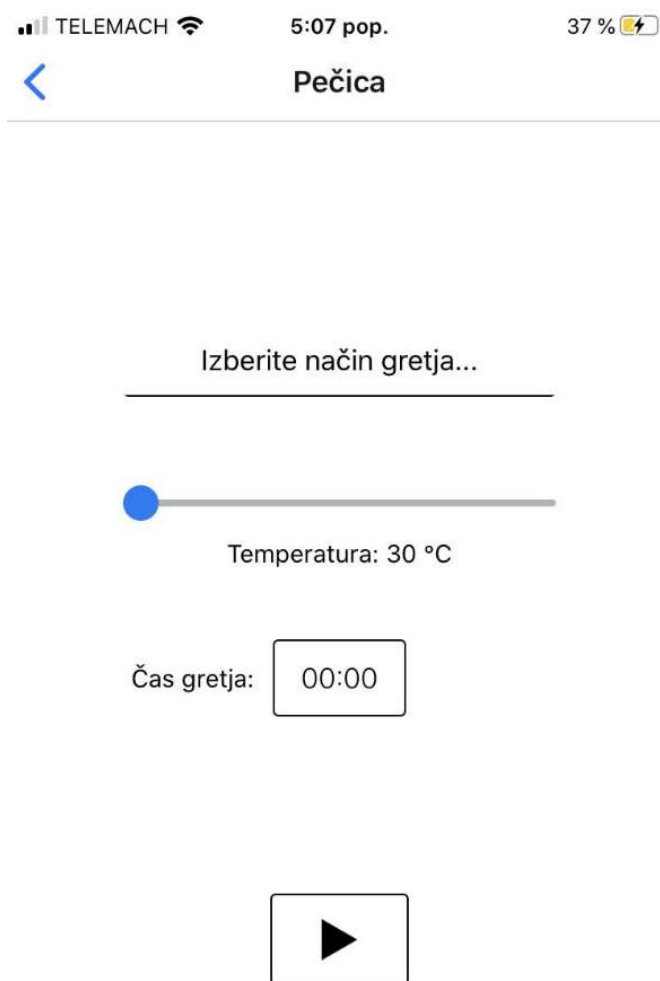 TELEMACH 5:07 pop. 37 %
Pečica
Izberite način gretja...
Temperatura: 30 °C
Čas gretja: 00:00